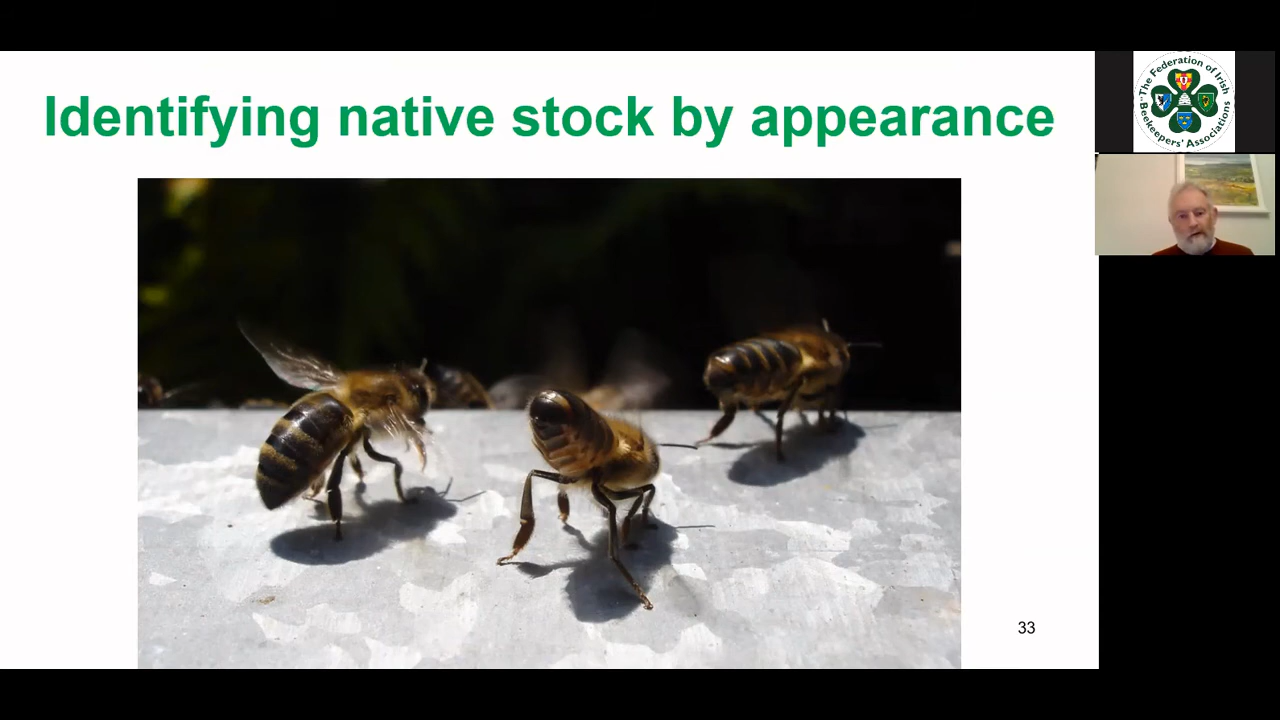 Identifying native stock by appearance
The Federation of Irish
Beekeepers' Associations
33